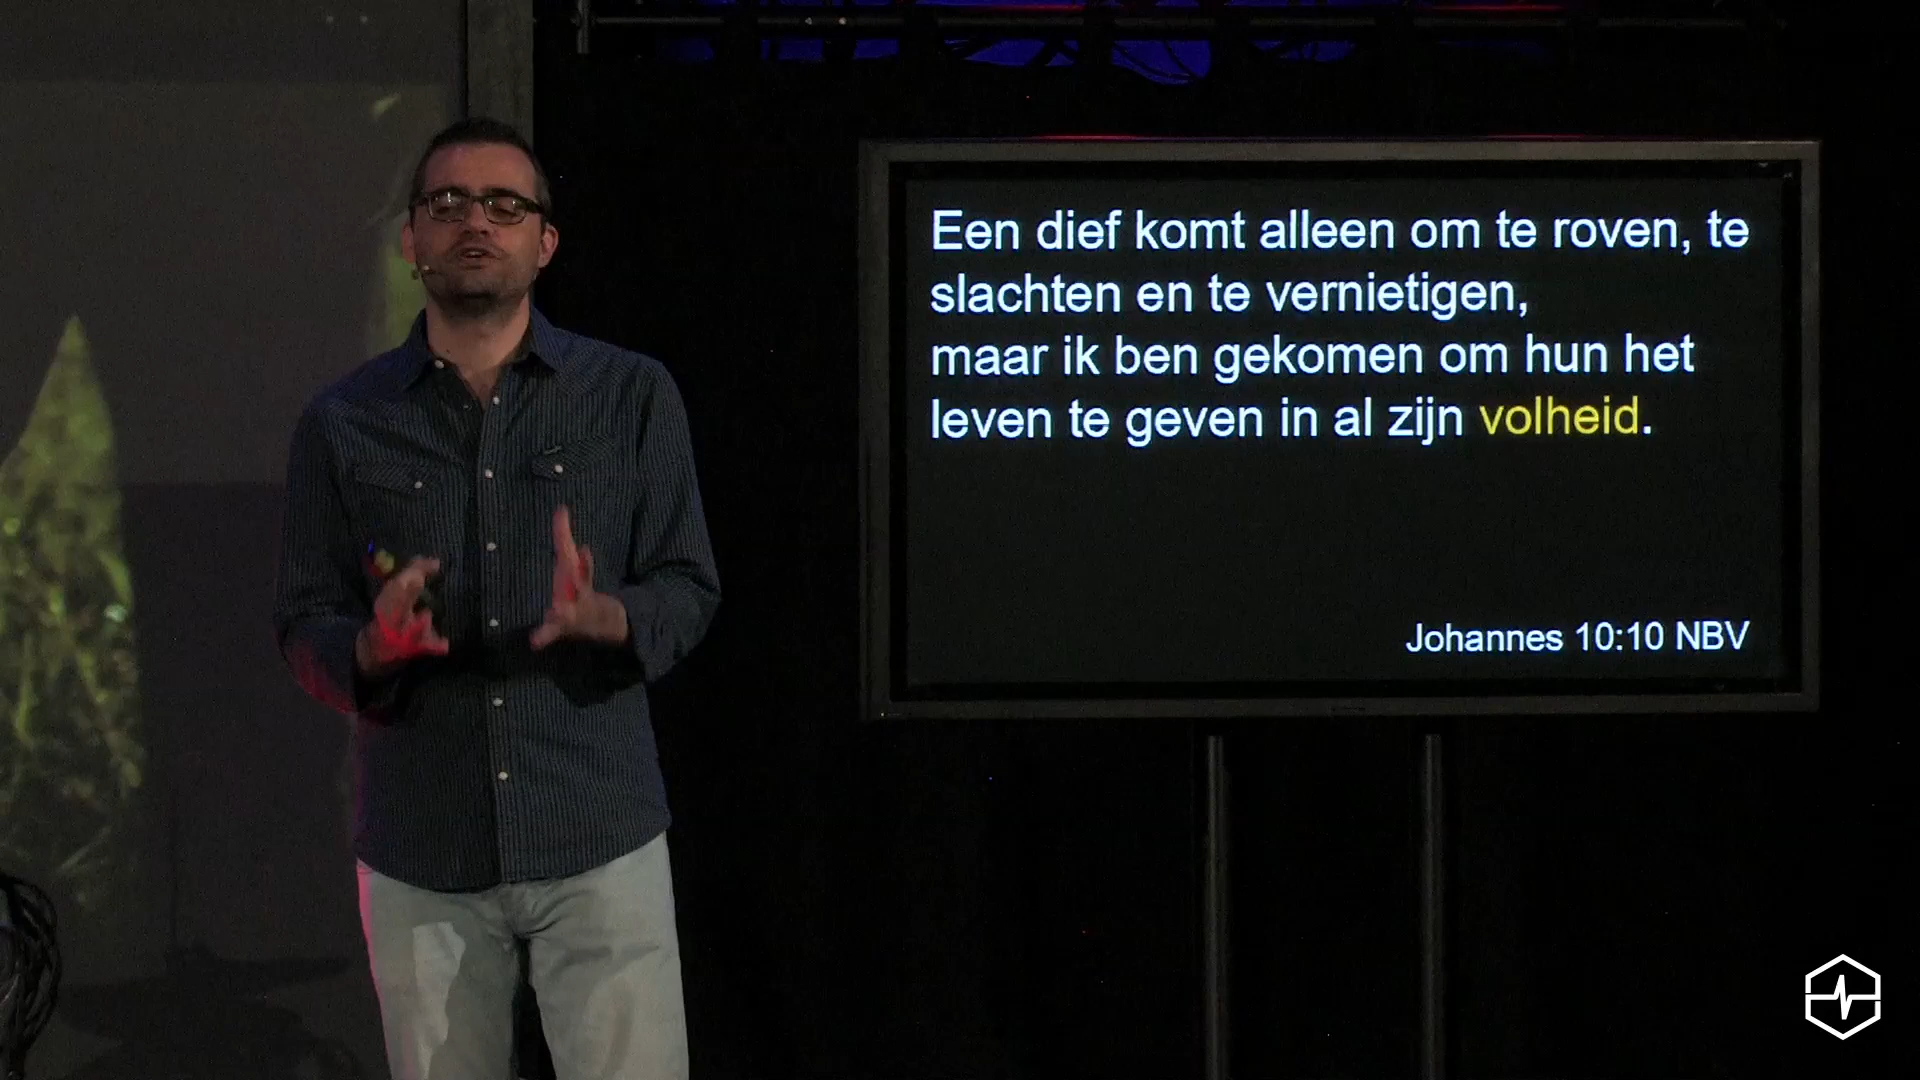 Een dief komt alleen om te roven, te
slachten en te vernietigen,
maar ik ben gekomen om hun het
leven te geven in al zijn volheid.
Johannes 10:10 NBV